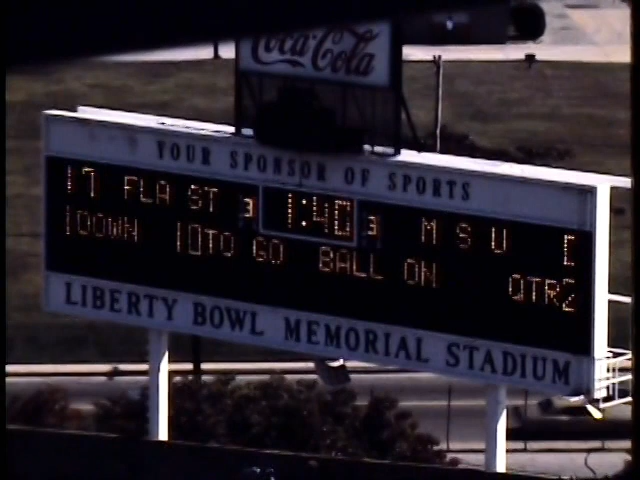 Coca-Cola
YOUR SPONSOR OF SPORTS
17 FLA ST 3 1:40 3 M S U
1DOWN 10TO GO BALL ON QTR2
LIBERTY BOWL MEMORIAL STADIUM